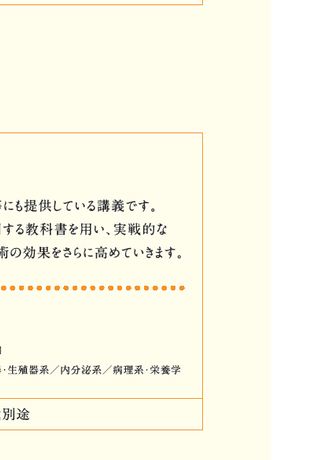 にも提供している講義です。
する教科書を用い、実戦的な
術の効果をさらに高めていきます。
・生殖器系／内分泌系／病理系・栄養学
別途